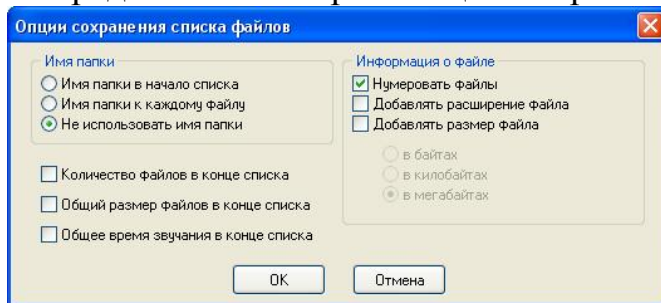 Опции сохранения списка файлов
Имя папки
Имя папки в начало списка
Имя папки к каждому файлу
Не использовать имя папки
Количество файлов в конце списка
Общий размер файлов в конце списка
Общее время звучания в конце списка
Информация о файле
Нумеровать файлы
Добавлять расширение файла
Добавлять размер файла
в байтах
в килобайтах
в мегабайтах
OK
Отмена